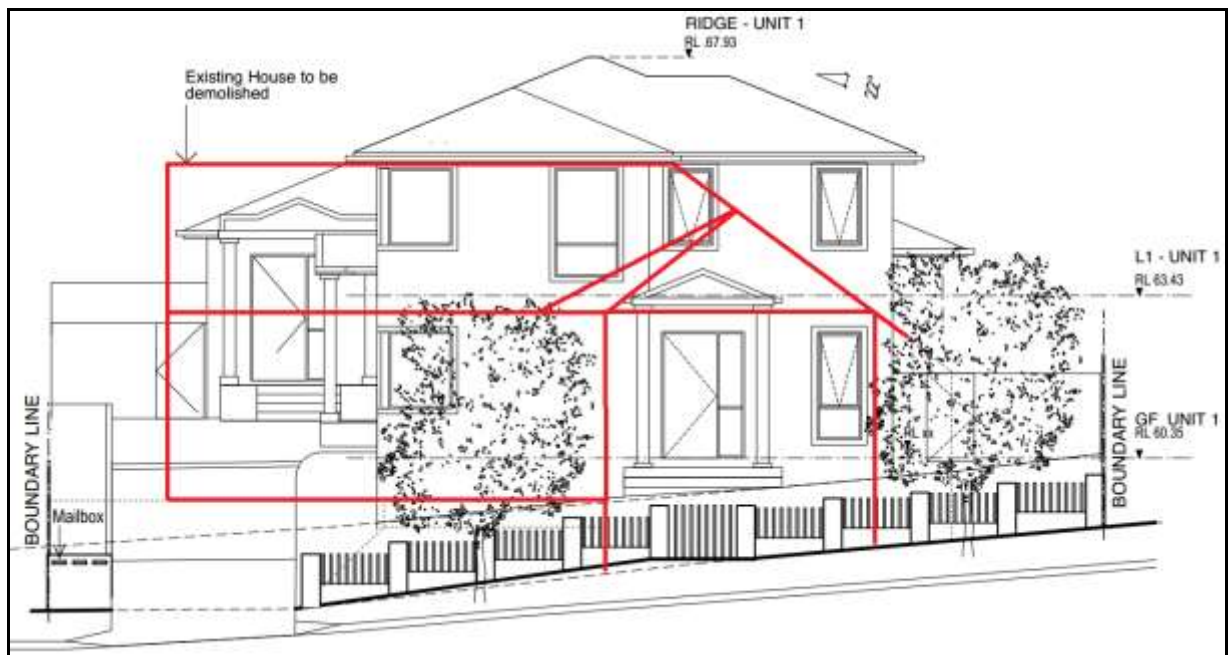 RIDGE - UNIT 1
RL .67.93
Existing House to be
demolished
22°
L1 - UNIT 1
RL 63.43
GF UNIT 1
RL 60.35
BOUNDARY LINE
BOUNDARY LINE
Mailbox